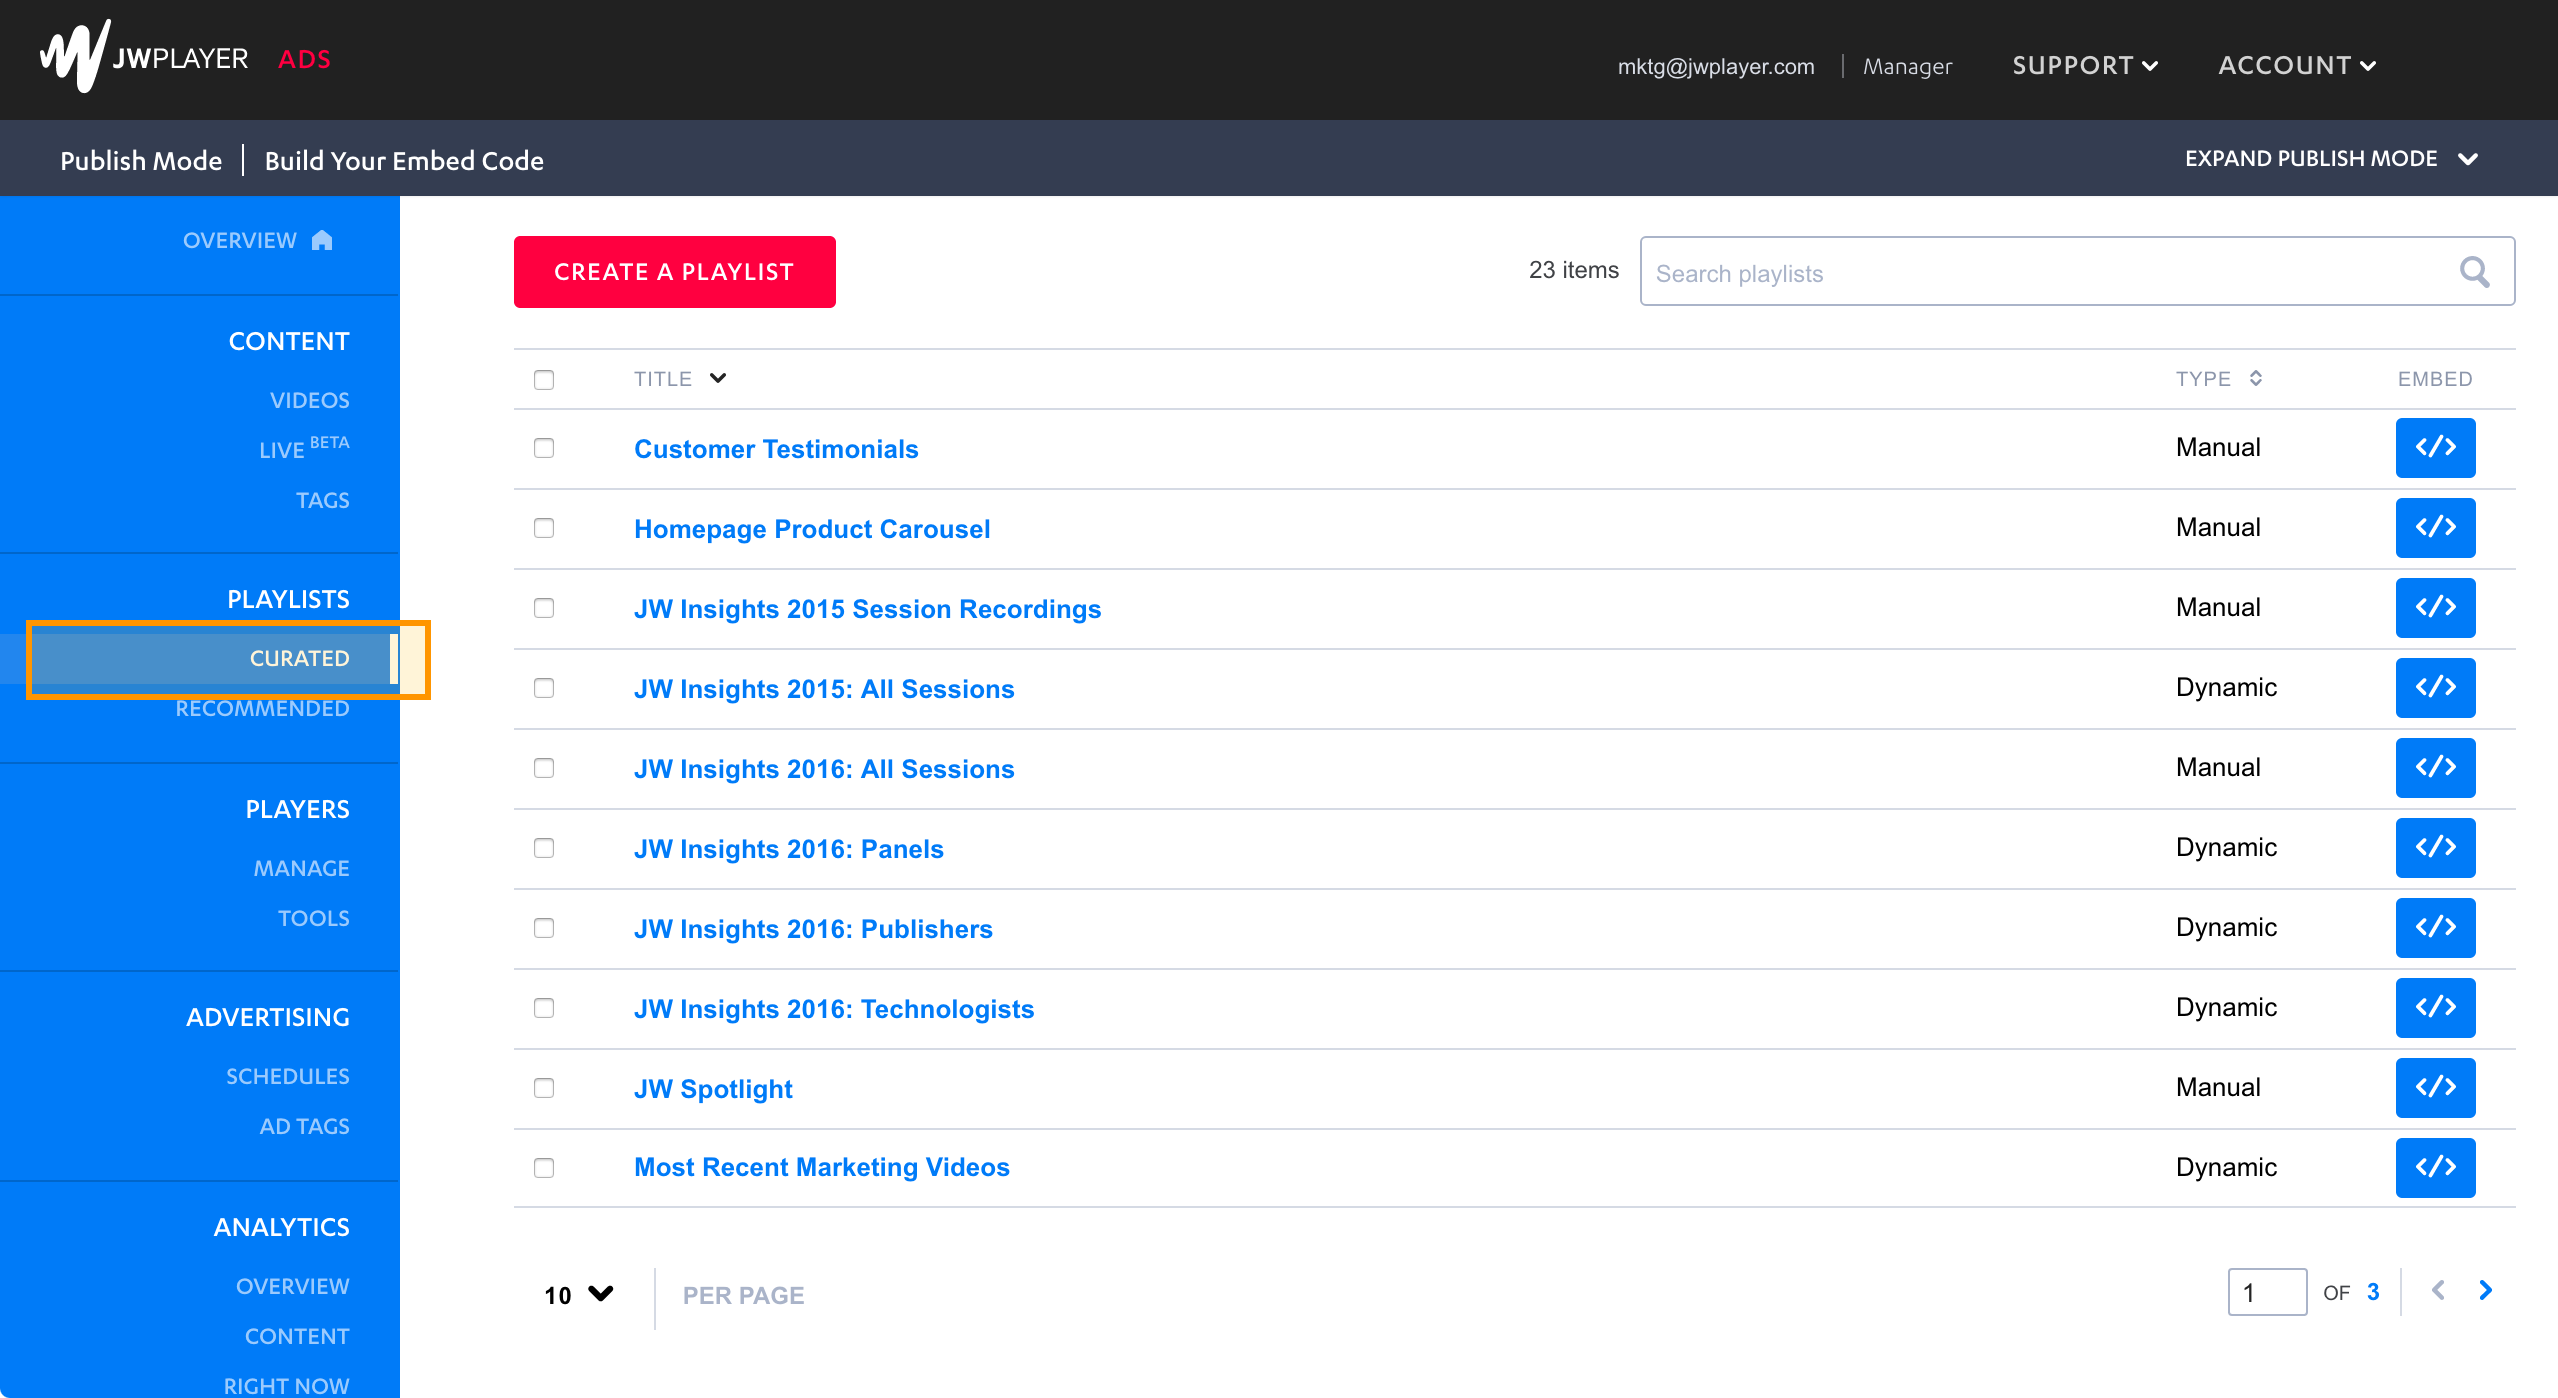 JWPLAYER ADS
mktg@jwplayer.com Manager SUPPORT ACCOUNT
Publish Mode Build Your Embed Code EXPAND PUBLISH MODE
OVERVIEW
CONTENT
VIDEOS
LIVE BETA
TAGS
PLAYLISTS
CURATED
RECOMMENDED
PLAYERS
MANAGE
TOOLS
ADVERTISING
SCHEDULES
AD TAGS
ANALYTICS
OVERVIEW
CONTENT
RIGHT NOW
CREATE A PLAYLIST 23 items Search playlists
TITLE TYPE EMBED
Customer Testimonials Manual </>
Homepage Product Carousel Manual </>
JW Insights 2015 Session Recordings Manual </>
JW Insights 2015: All Sessions Dynamic </>
JW Insights 2016: All Sessions Manual </>
JW Insights 2016: Panels Dynamic </>
JW Insights 2016: Publishers Dynamic </>
JW Insights 2016: Technologists Dynamic </>
JW Spotlight Manual </>
Most Recent Marketing Videos Dynamic </>
10 PER PAGE 1 OF 3